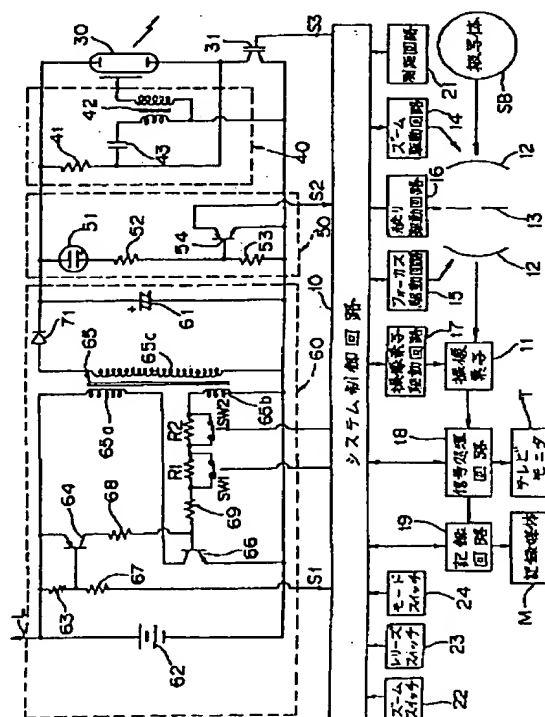 L
63
64
67
68
62
S1
66
69
R1
SW1
R2
SW2
65a
65
65c
65b
71
61
60
51
52
54
53
50
S2
41
43
42
40
30
31
S3
10
システム制御回路
ズームスイッチ
22
レリーズスイッチ
23
モードスイッチ
24
記録回路
19
信号処理回路
18
撮像素子駆動回路
17
フォーカス駆動回路
15
絞り駆動回路
16
ズーム駆動回路
14
測距回路
21
記録媒体
M
テレビモニタ
T
撮像素子
11
12
13
12
被写体
SB